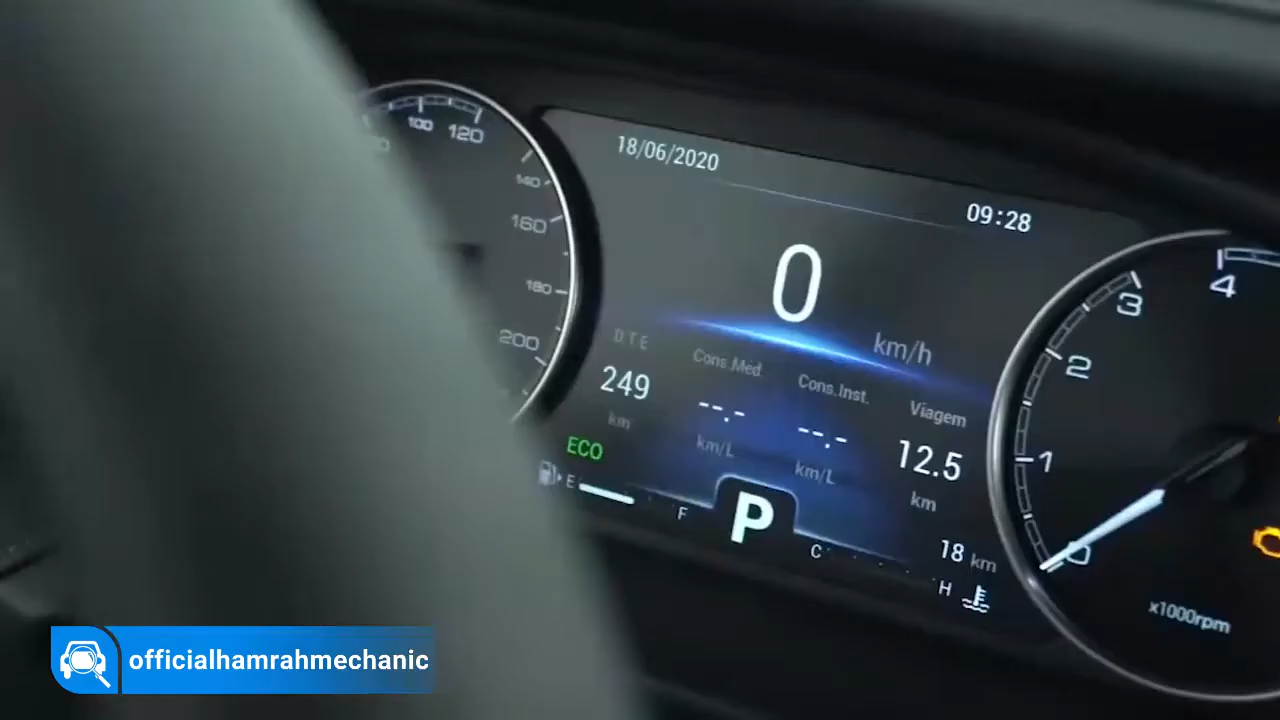 100 120
140
160
180
200
18/06/2020
09:28
0
km/h
DTE
249
km
Cons.Med
--.-
km/L
Cons.Inst.
--.-
km/L
Viagem
12.5
km
ECO
E
F
P
C
H
18 km
4
3
2
1
0
x1000rpm
officialhamrahmechanic